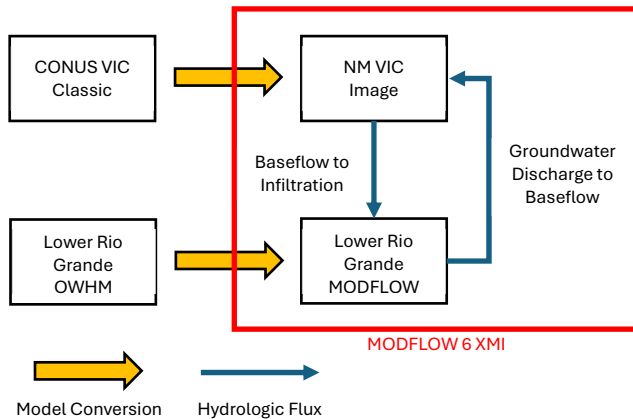 CONUS VIC
Classic
NM VIC
Image
Baseflow to
Infiltration
Groundwater
Discharge to
Baseflow
Lower Rio
Grande
OWHM
Lower Rio
Grande
MODFLOW
MODFLOW 6 XMI
Model Conversion
Hydrologic Flux